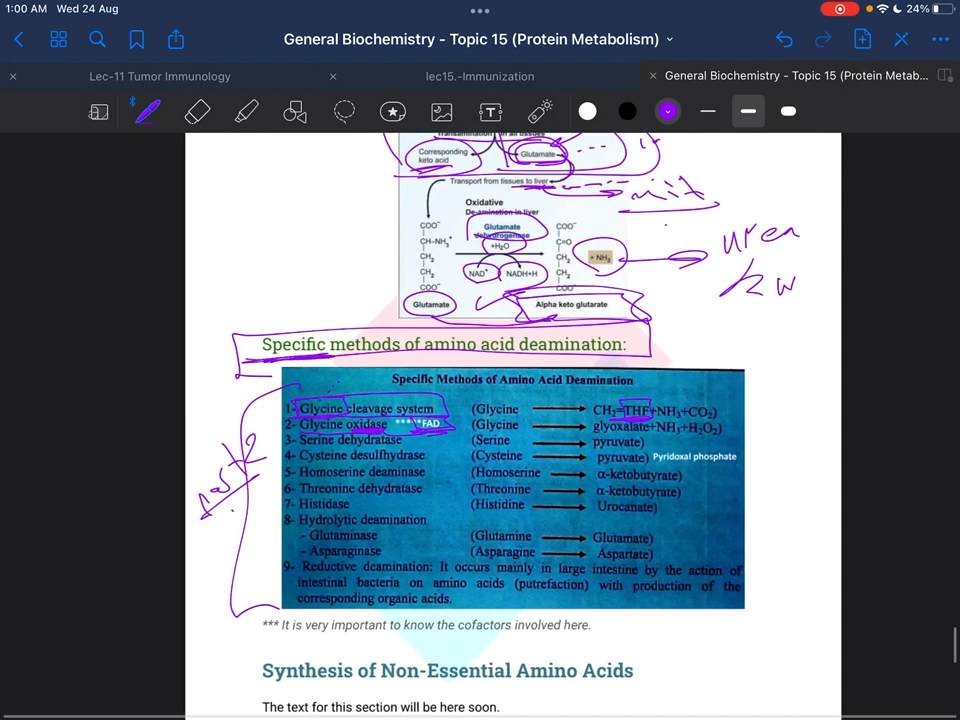 1:00 AM Wed 24 Aug
24%
General Biochemistry - Topic 15 (Protein Metabolism)
Lec-11 Tumor Immunology
lec15.-Immunization
General Biochemistry - Topic 15 (Protein Metab...
Transamination in all tissues
Corresponding keto acid
Glutamate
Transport from tissues to liver
mit
Oxidative
De-amination in liver
Glutamate dehydrogenase
+H₂O
NAD⁺ NADH+H
COO⁻
CH-NH₃⁺
CH₂
CH₂
COO⁻
COO⁻
C=O
CH₂
CH₂
COO⁻
+ NH₃
urea
Glutamate
Alpha keto glutarate
Specific methods of amino acid deamination:
Specific Methods of Amino Acid Deamination
1- Glycine cleavage system (Glycine ⟶ CH₂=THF+NH₃+CO₂)
2- Glycine oxidase *****FAD (Glycine ⟶ glyoxalate+NH₃+H₂O₂)
3- Serine dehydratase (Serine ⟶ pyruvate)
4- Cysteine desulfhydrase (Cysteine ⟶ pyruvate) Pyridoxal phosphate
5- Homoserine deaminase (Homoserine ⟶ α-ketobutyrate)
6- Threonine dehydratase (Threonine ⟶ α-ketobutyrate)
7- Histidase (Histidine ⟶ Urocanate)
8- Hydrolytic deamination
- Glutaminase (Glutamine ⟶ Glutamate)
- Asparaginase (Asparagine ⟶ Aspartate)
9- Reductive deamination: It occurs mainly in large intestine by the action of
intestinal bacteria on amino acids (putrefaction) with production of the
corresponding organic acids.
*** It is very important to know the cofactors involved here.
Synthesis of Non-Essential Amino Acids
The text for this section will be here soon.